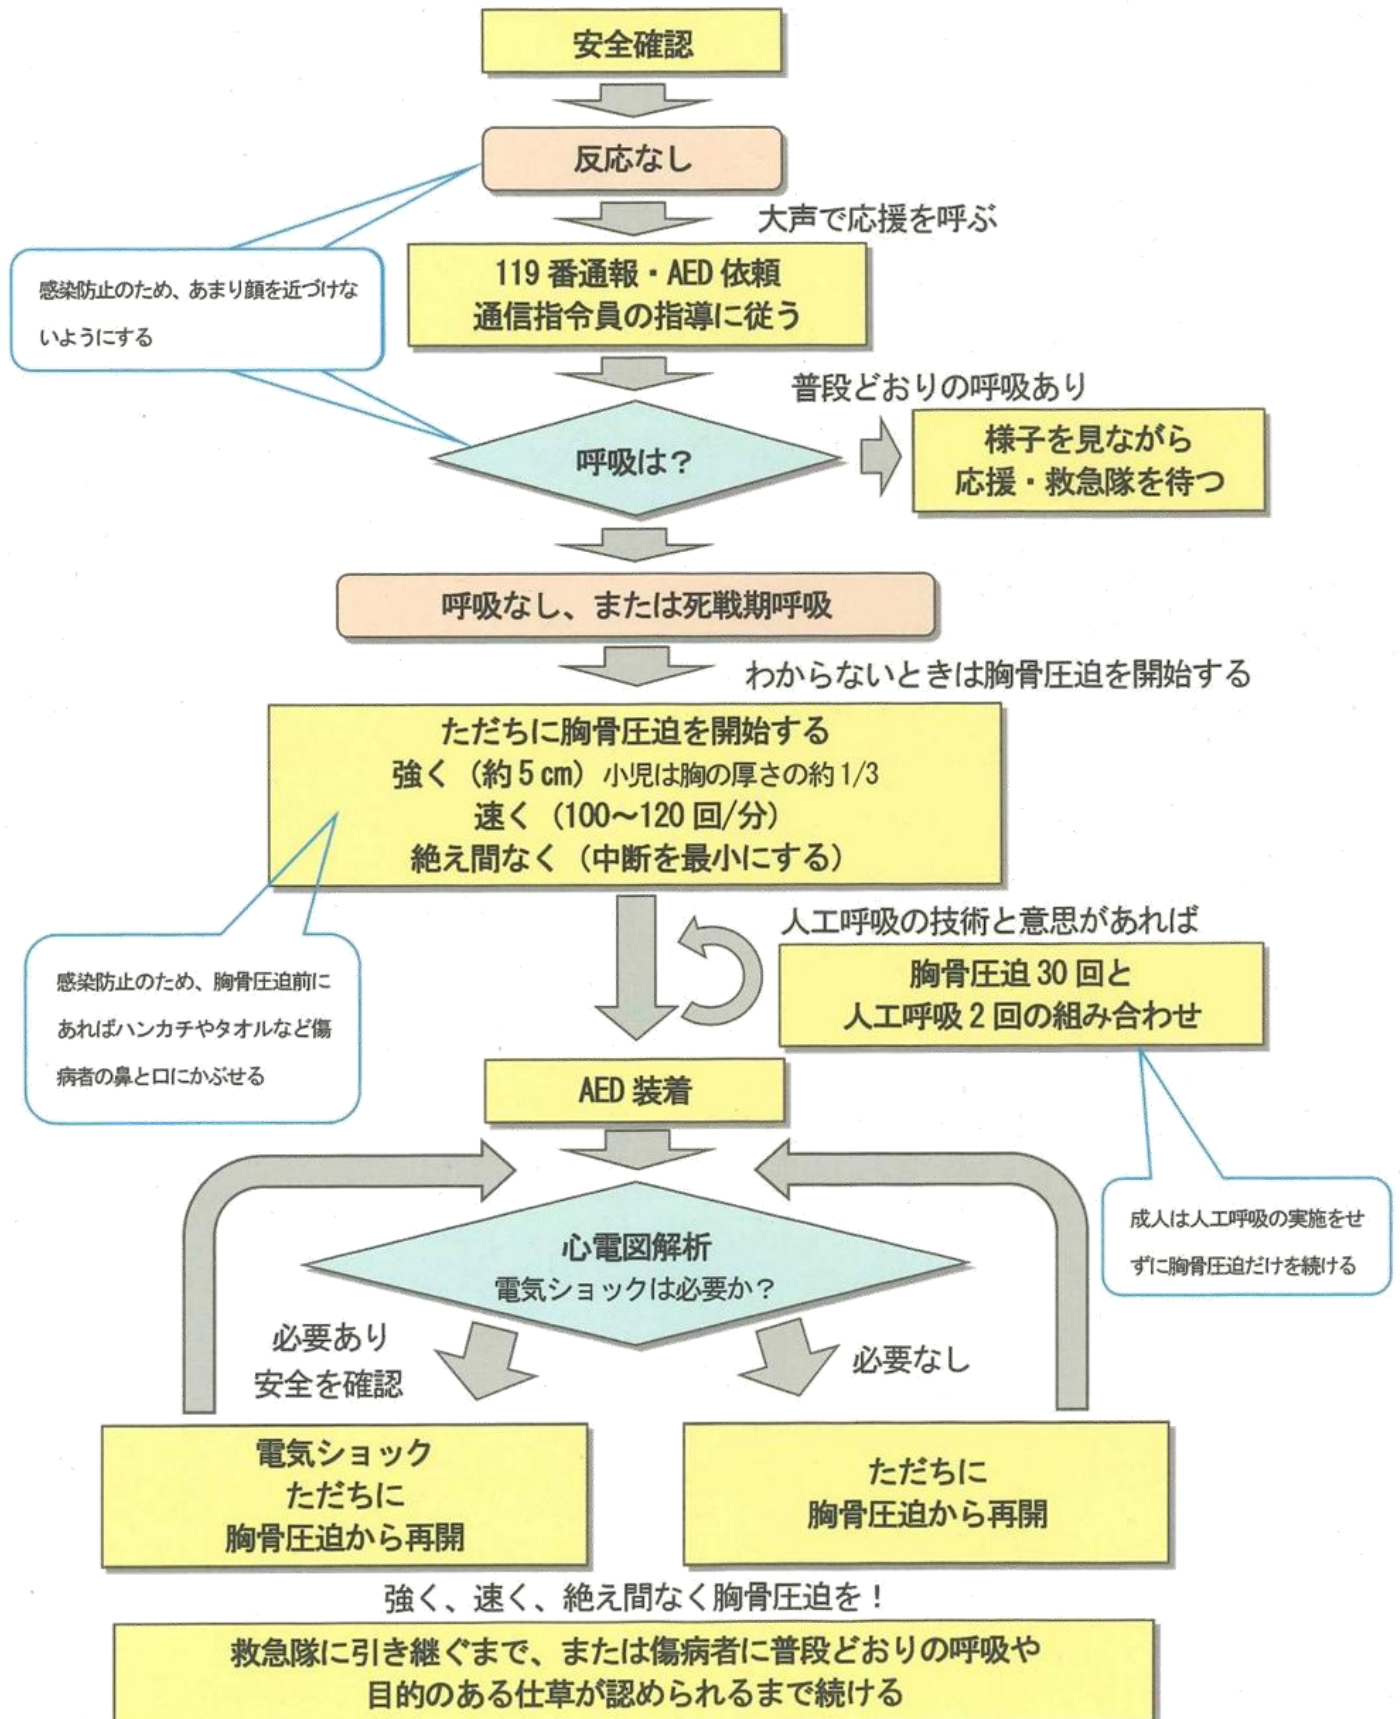 安全確認
反応なし
大声で応援を呼ぶ
119番通報・AED依頼
通信指令員の指導に従う
感染防止のため、あまり顔を近づけな
いようにする
普段どおりの呼吸あり
呼吸は？
様子を見ながら
応援・救急隊を待つ
呼吸なし、または死戦期呼吸
わからないときは胸骨圧迫を開始する
ただちに胸骨圧迫を開始する
強く（約5cm）小児は胸の厚さの約1/3
速く（100～120回/分）
絶え間なく（中断を最小にする）
感染防止のため、胸骨圧迫前に
あればハンカチやタオルなど傷
病者の鼻と口にかぶせる
人工呼吸の技術と意思があれば
胸骨圧迫30回と
人工呼吸2回の組み合わせ
AED装着
成人は人工呼吸の実施をせ
ずに胸骨圧迫だけを続ける
心電図解析
電気ショックは必要か？
必要あり
安全を確認
必要なし
電気ショック
ただちに
胸骨圧迫から再開
ただちに
胸骨圧迫から再開
強く、速く、絶え間なく胸骨圧迫を！
救急隊に引き継ぐまで、または傷病者に普段どおりの呼吸や
目的のある仕草が認められるまで続ける